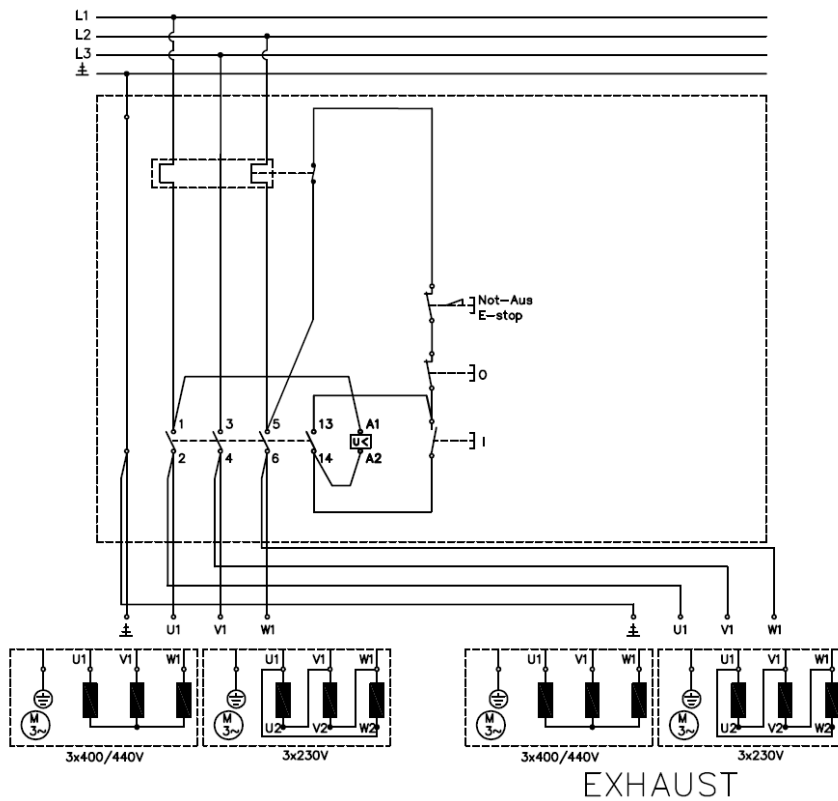 L1
L2
L3
Not-Aus
E-stop
O
1 3 5 13 A1
U< I
2 4 6 14 A2
U1 V1 W1 U1 V1 W1
U1 V1 W1 U1 V1 W1 U1 V1 W1 U1 V1 W1
M 3~ M 3~ M 3~ M 3~
U2 V2 W2 U2 V2 W2
3x400/440V 3x230V 3x400/440V 3x230V
EXHAUST